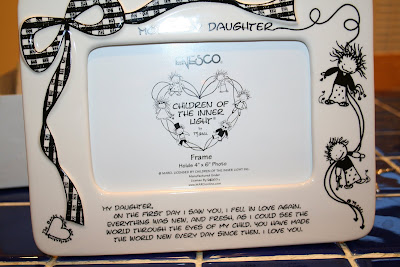 DAUGHTER
ENESCO.
CHILDREN
OF THE INNER
LIGHT
by
Frame
Holds 4" x 6" Photo
MY DAUGHTER,
ON THE FIRST DAY I SAW YOU, I FELL IN LOVE AGAIN.
EVERYTHING WAS NEW, AND FRESH, AS I COULD SEE THE
WORLD THROUGH THE EYES OF MY CHILD. YOU HAVE MADE
THE WORLD NEW EVERY DAY SINCE THEN. I LOVE YOU.